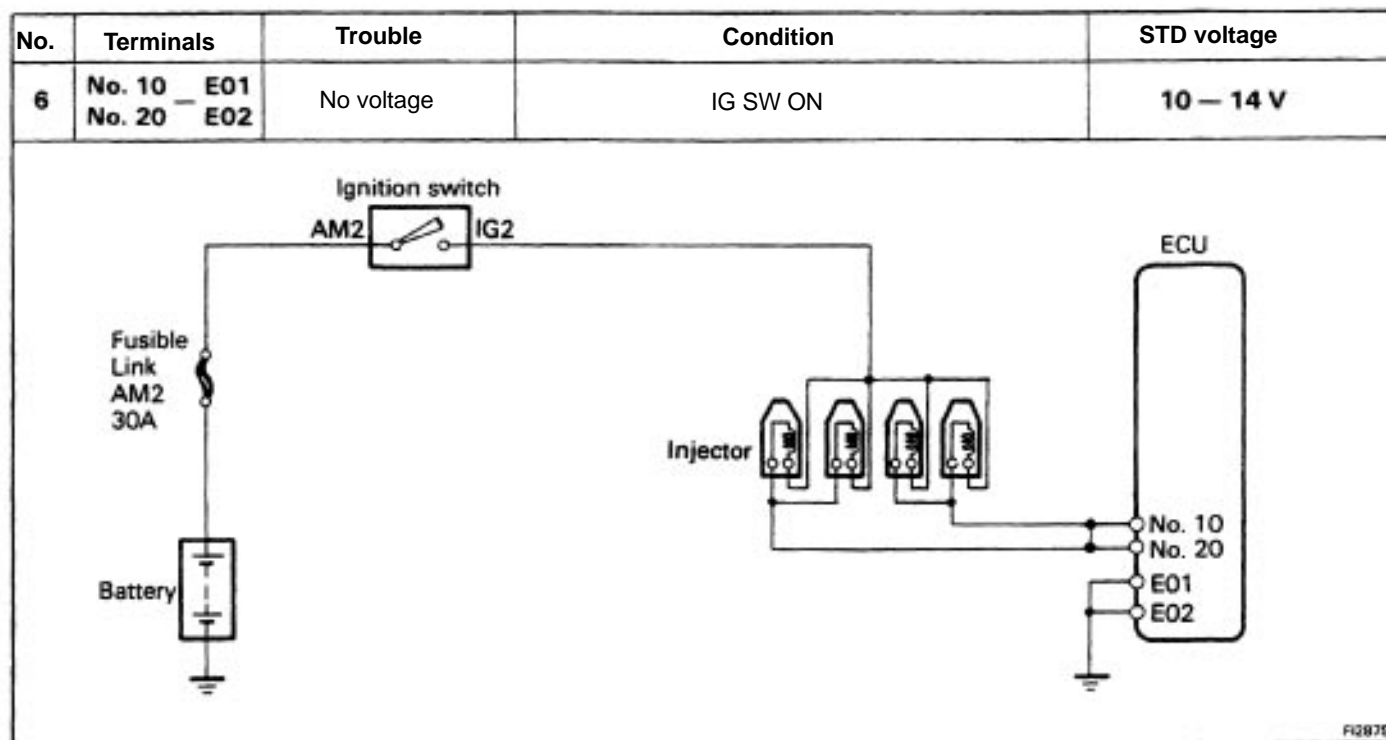 No. Terminals Trouble Condition STD voltage
6 No. 10 — E01 No voltage IG SW ON 10 — 14 V
No. 20 E02
Ignition switch
AM2 IG2
ECU
Fusible
Link
AM2
30A
Injector
No. 10
No. 20
Battery
E01
E02
FI2875